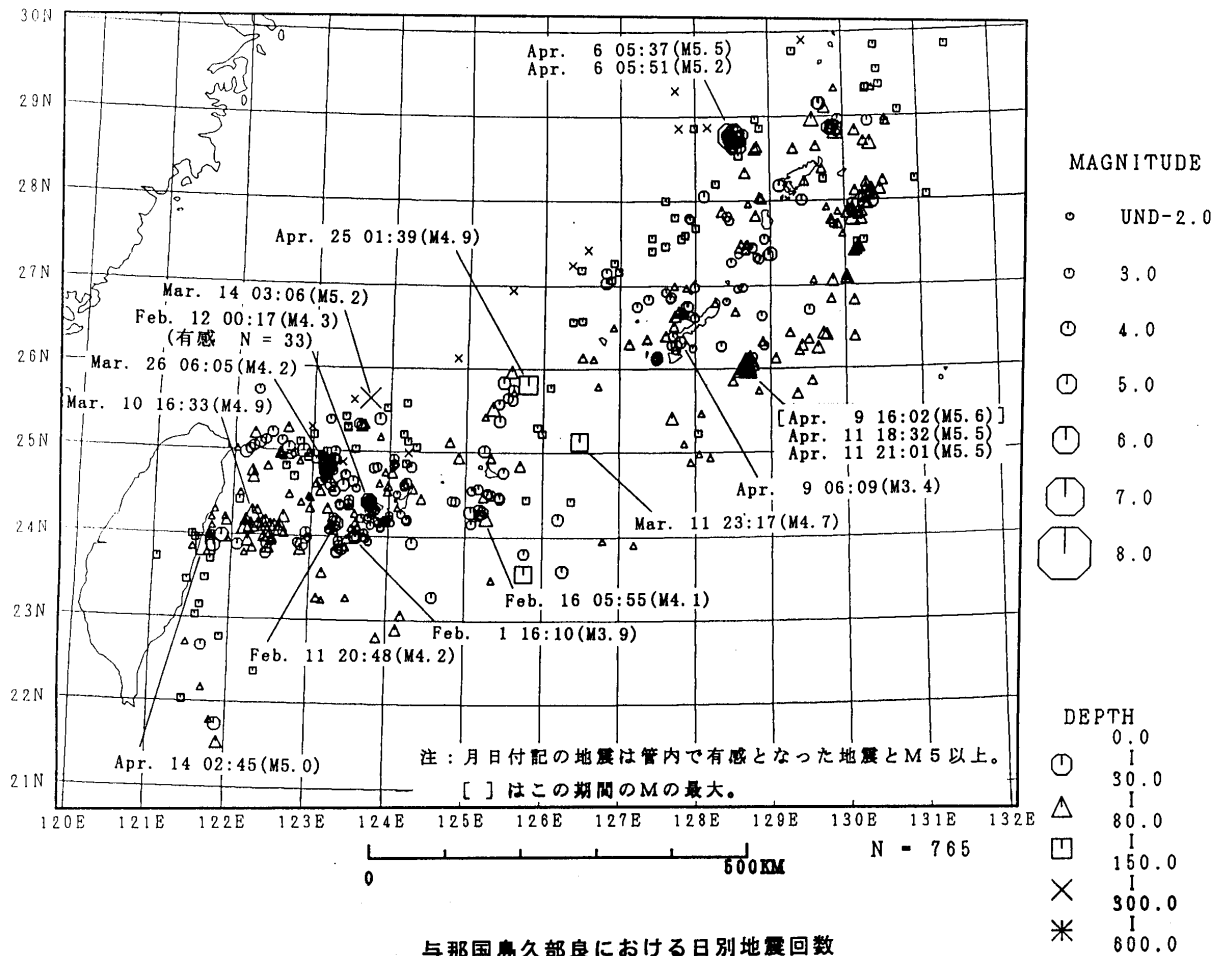 30N
29N
28N
27N
26N
25N
24N
23N
22N
21N
120E 121E 122E 123E 124E 125E 126E 127E 128E 129E 130E 131E 132E
Apr. 6 05:37(M5.5)
Apr. 6 05:51(M5.2)
Apr. 25 01:39(M4.9)
Mar. 14 03:06(M5.2)
Feb. 12 00:17(M4.3)
(有感 N = 33)
Mar. 26 06:05(M4.2)
Mar. 10 16:33(M4.9)
[Apr. 9 16:02(M5.6)]
Apr. 11 18:32(M5.5)
Apr. 11 21:01(M5.5)
Apr. 9 06:09(M3.4)
Mar. 11 23:17(M4.7)
Feb. 16 05:55(M4.1)
Feb. 1 16:10(M3.9)
Feb. 11 20:48(M4.2)
Apr. 14 02:45(M5.0)
注:月日付記の地震は管内で有感となった地震とM5以上。
[ ]はこの期間のMの最大。
N = 765
0 500KM
MAGNITUDE
UND-2.0
3.0
4.0
5.0
6.0
7.0
8.0
DEPTH
0.0
I
30.0
I
80.0
I
150.0
I
300.0
I
600.0
与那国島久部良における日別地震回数